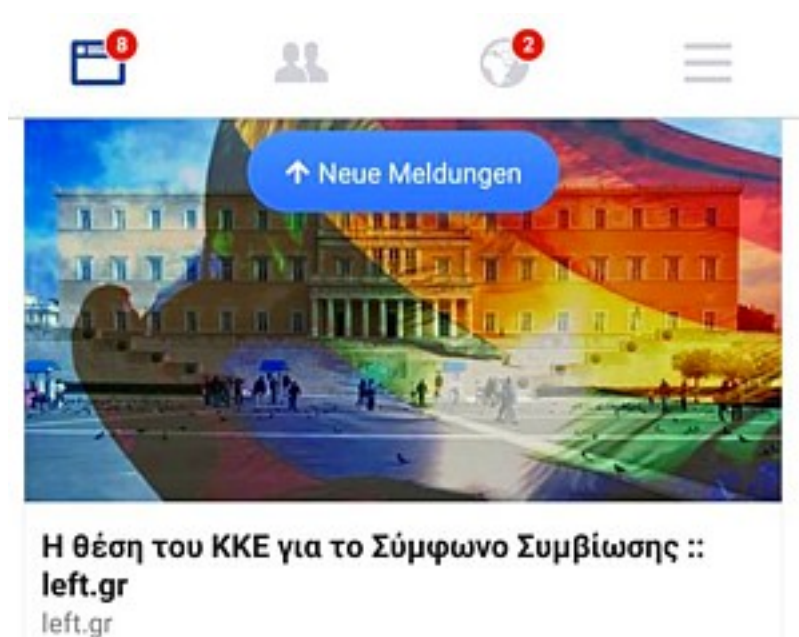 8
2
↑ Neue Meldungen
Η θέση του ΚΚΕ για το Σύμφωνο Συμβίωσης ::
left.gr
left.gr